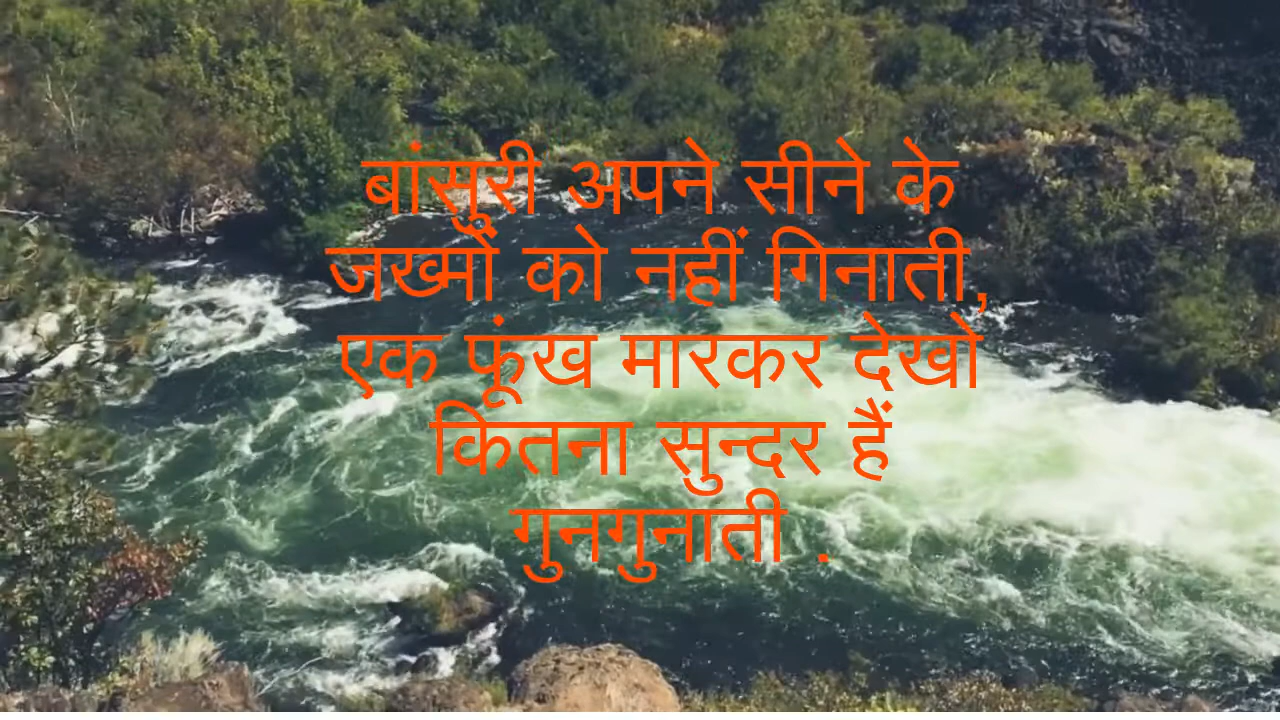 बांसुरी अपने सीने के
जख्मों को नहीं गिनाती,
एक फूंख मारकर देखो
कितना सुन्दर हैं
गुनगुनाती .